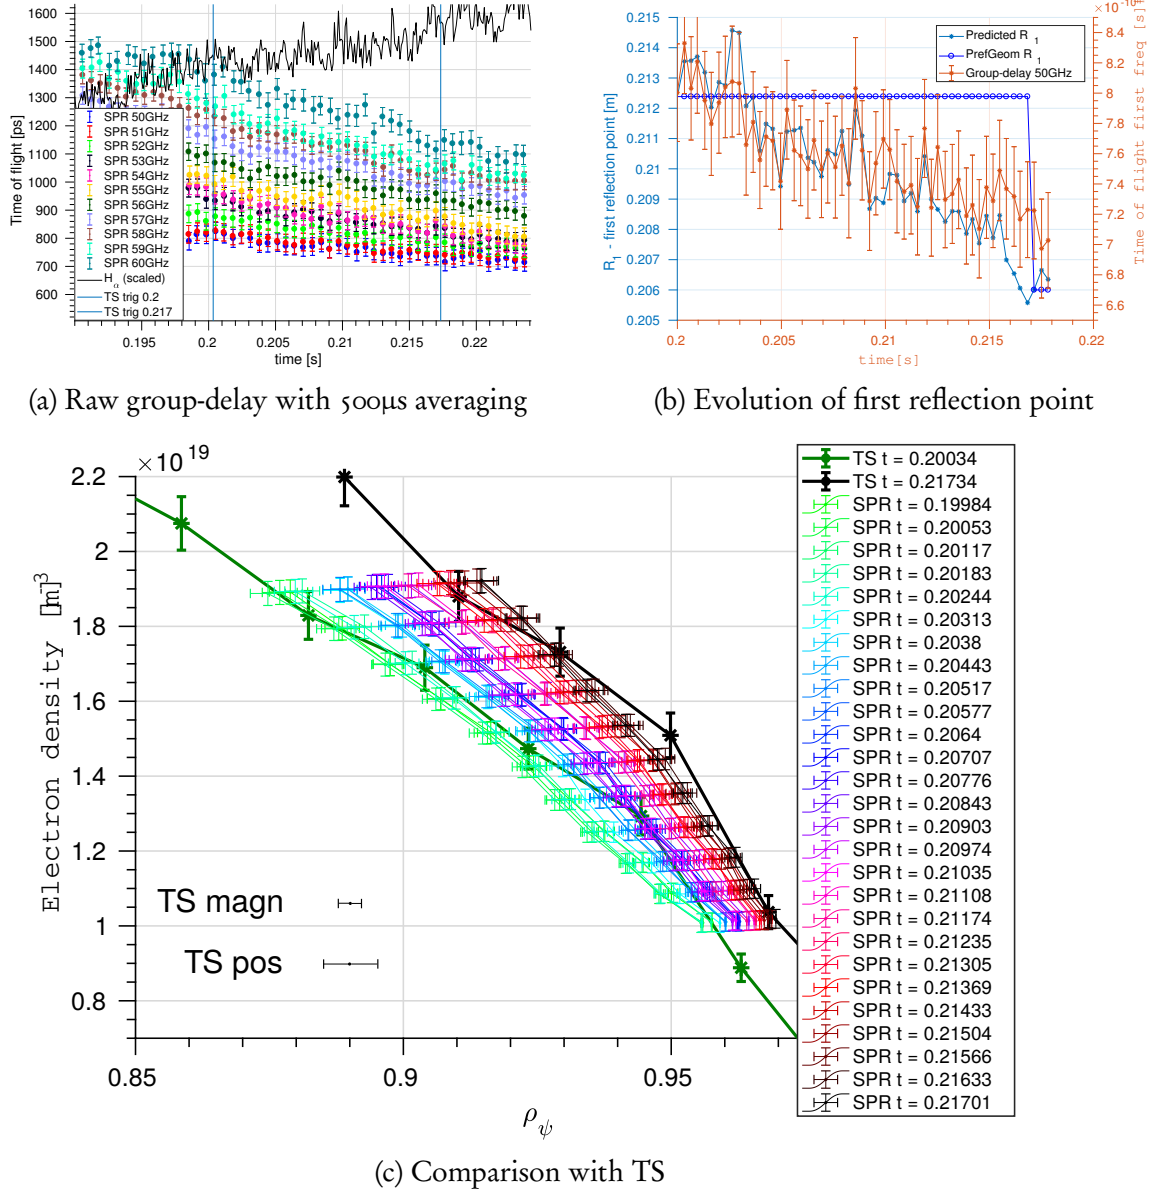 1500
1400
1300
1200
1100
1000
900
800
700
600
Time of flight [ps]
SPR 50GHz
SPR 51GHz
SPR 52GHz
SPR 53GHz
SPR 54GHz
SPR 55GHz
SPR 56GHz
SPR 57GHz
SPR 58GHz
SPR 59GHz
SPR 60GHz
Hα (scaled)
TS trig 0.2
TS trig 0.217
0.195
0.2
0.205
0.21
0.215
0.22
time [s]
(a) Raw group-delay with 500µs averaging
0.215
0.214
0.213
0.212
0.211
0.21
0.209
0.208
0.207
0.206
0.205
R1 - first reflection point [m]
Predicted R 1
PrefGeom R 1
Group-delay 50GHz
8.4
8.2
8
7.8
7.6
7.4
7.2
7
6.8
6.6
Time of flight first freq [s]
0.2
0.205
0.21
0.215
0.22
time[s]
(b) Evolution of first reflection point
×10 19
2.2
2
1.8
1.6
1.4
1.2
1
0.8
Electron density [m-3]
TS magn
TS pos
0.85
0.9
0.95
ρψ
TS t = 0.20034
TS t = 0.21734
SPR t = 0.19984
SPR t = 0.20053
SPR t = 0.20117
SPR t = 0.20183
SPR t = 0.20244
SPR t = 0.20313
SPR t = 0.2038
SPR t = 0.20443
SPR t = 0.20517
SPR t = 0.20577
SPR t = 0.2064
SPR t = 0.20707
SPR t = 0.20776
SPR t = 0.20843
SPR t = 0.20903
SPR t = 0.20974
SPR t = 0.21035
SPR t = 0.21108
SPR t = 0.21174
SPR t = 0.21235
SPR t = 0.21305
SPR t = 0.21369
SPR t = 0.21433
SPR t = 0.21504
SPR t = 0.21566
SPR t = 0.21633
SPR t = 0.21701
(c) Comparison with TS